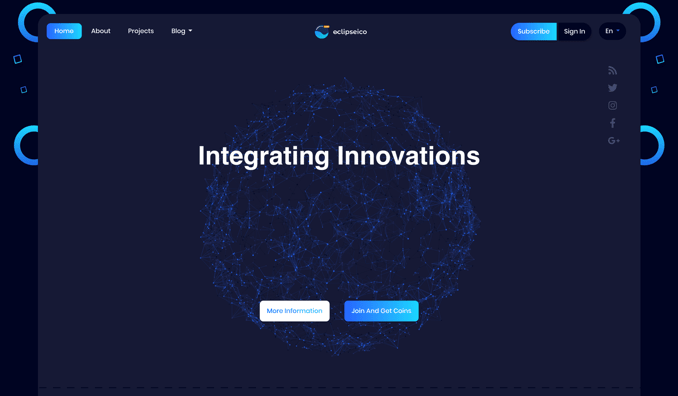 Home
About
Projects
Blog
eclipseico
Subscribe
Sign In
En
Integrating Innovations
More Information
Join And Get Coins